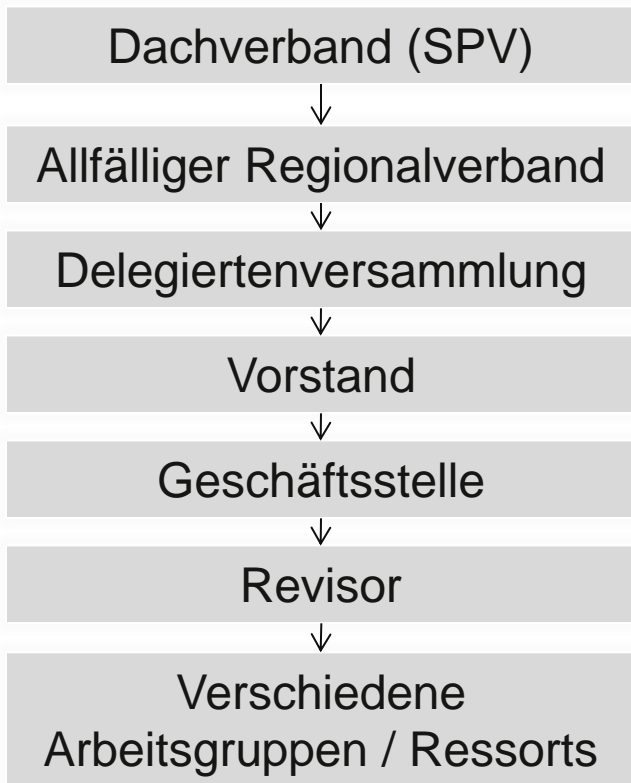 Dachverband (SPV)
Allfälliger Regionalverband
Delegiertenversammlung
Vorstand
Geschäftsstelle
Revisor
Verschiedene
Arbeitsgruppen / Ressorts